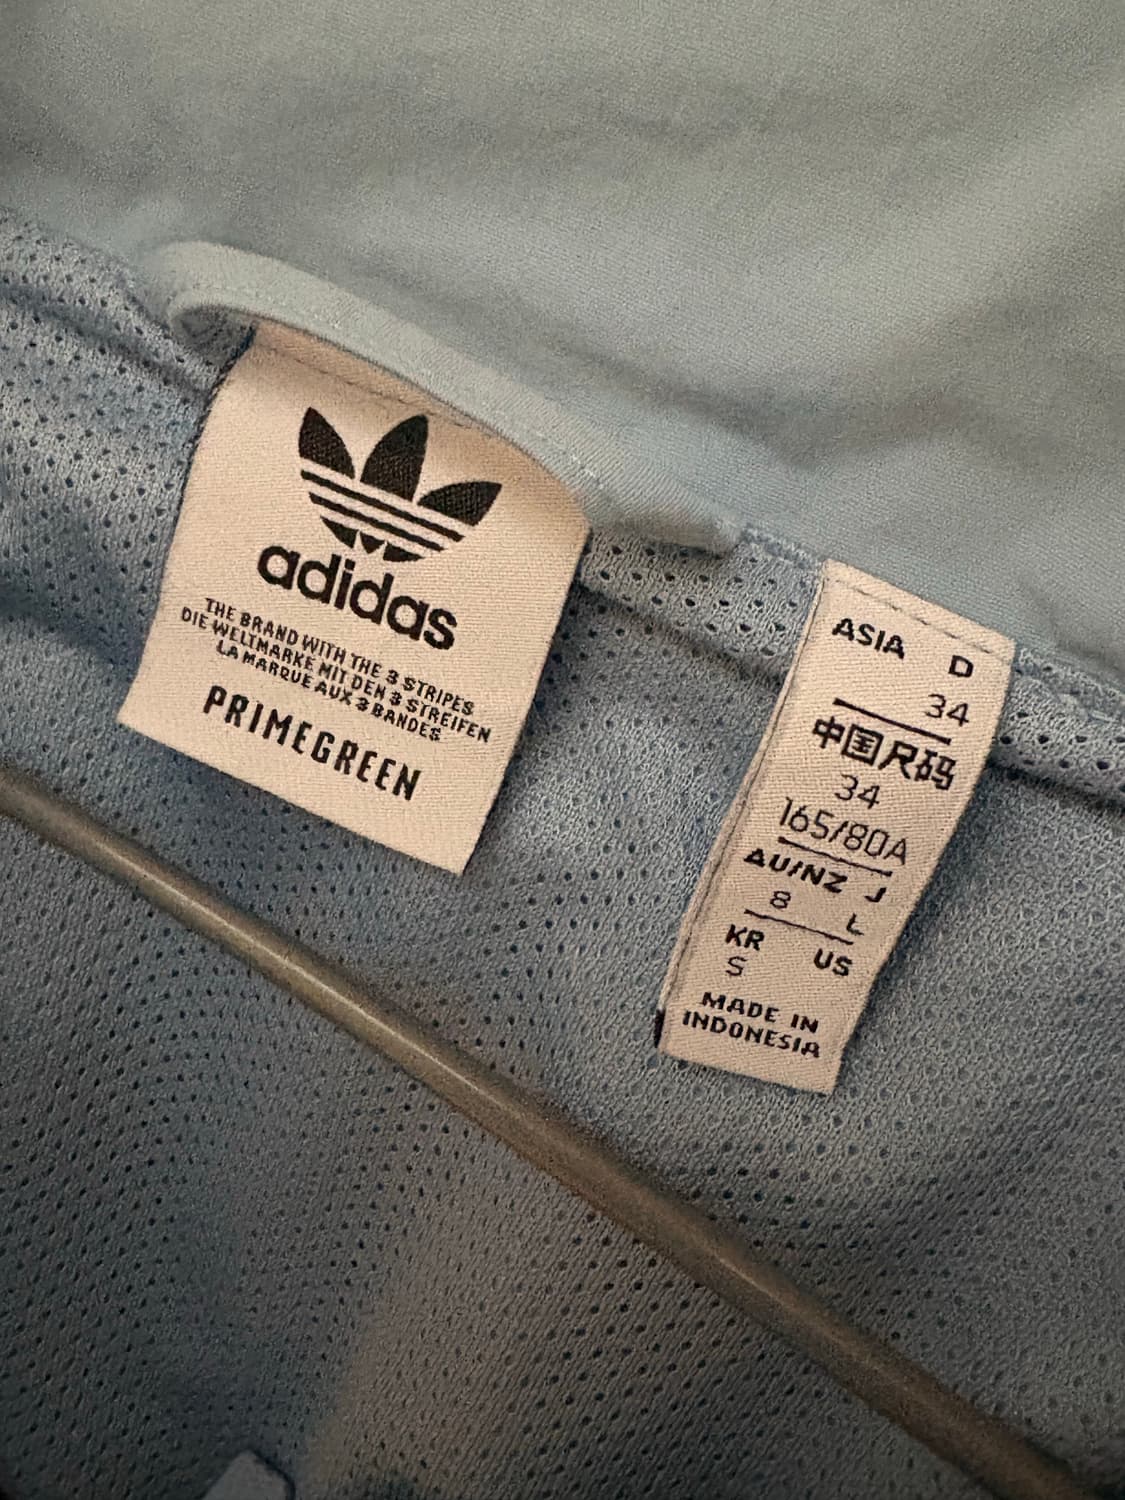 adidas
THE BRAND WITH THE 3 STRIPES
DIE WELTMARKE MIT DEN 3 STREIFEN
LA MARQUE AUX 3 BANDES
PRIMEGREEN
ASIA D
34
中国尺码
34
165/80A
AU/NZ J
8 L
KR US
S
MADE IN
INDONESIA